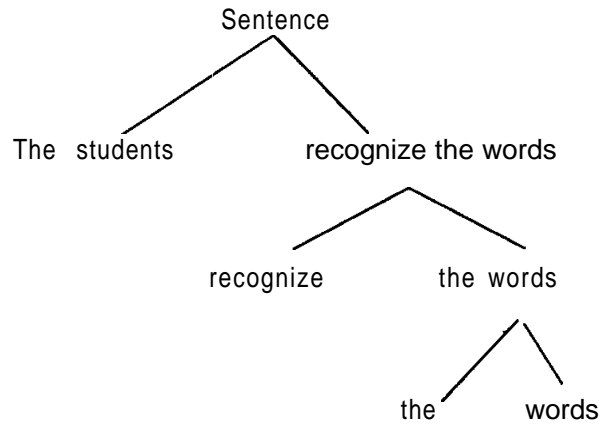 Sentence
The students recognize the words
recognize the words
the words